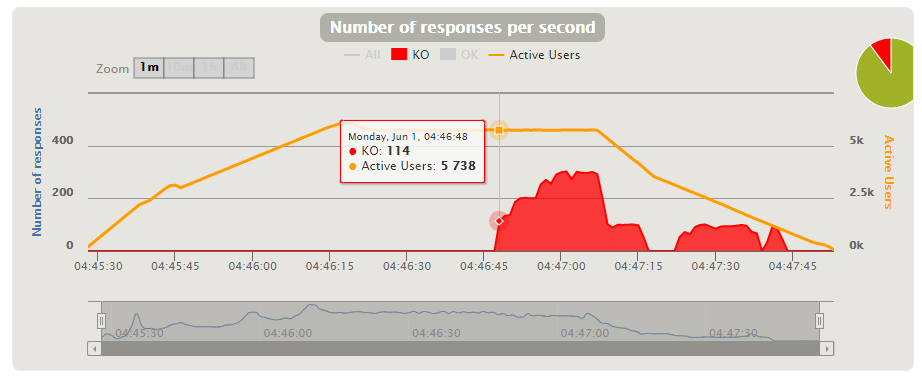 Number of responses per second
All KO OK Active Users
Zoom 1m 10m 1h All
Number of responses
400
200
0
5k
2.5k
0k
Active Users
Monday, Jun 1, 04:46:48
KO: 114
Active Users: 5 738
04:45:30 04:45:45 04:46:00 04:46:15 04:46:30 04:46:45 04:47:00 04:47:15 04:47:30 04:47:45
04:45:30 04:46:00 04:46:30 04:47:00 04:47:30